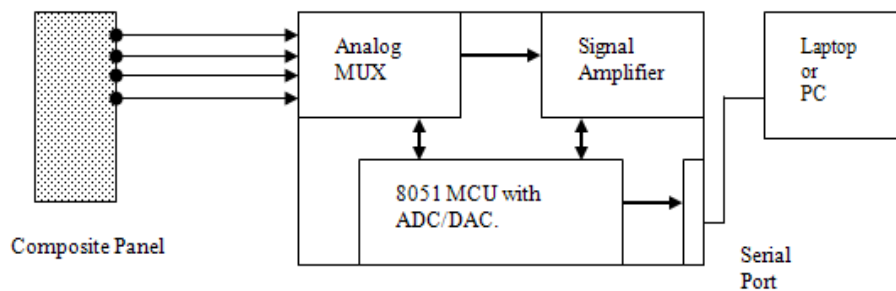 Analog
MUX
Signal
Amplifier
Laptop
or
PC
8051 MCU with
ADC/DAC.
Composite Panel
Serial
Port